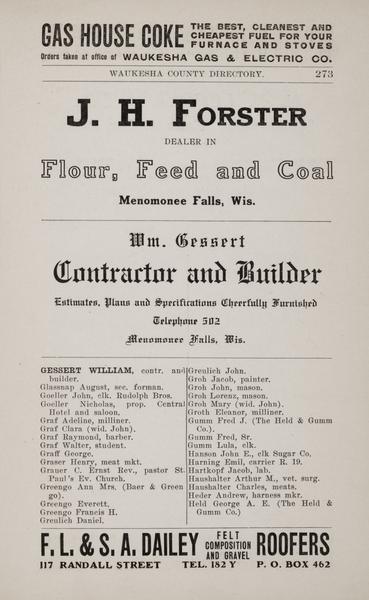 GAS HOUSE COKE THE BEST, CLEANEST AND
CHEAPEST FUEL FOR YOUR
FURNACE AND STOVES
Orders taken at office of WAUKESHA GAS & ELECTRIC CO.
WAUKESHA COUNTY DIRECTORY. 273
J. H. FORSTER
DEALER IN
Flour, Feed and Coal
Menomonee Falls, Wis.
Wm. Gessert
Contractor and Builder
Estimates, Plans and Specifications Cheerfully Furnished
Telephone 502
Menomonee Falls, Wis.
GESSERT WILLIAM, contr. and
builder.
Glassnap August, sec. forman.
Goeller John, clk. Rudolph Bros.
Goeller Nicholas, prop. Central
Hotel and saloon.
Graf Adeline, milliner.
Graf Clara (wid. John).
Graf Raymond, barber.
Graf Walter, student.
Graff George.
Graser Henry, meat mkt.
Grauer C. Ernst Rev., pastor St.
Paul's Ev. Church.
Greengo Ann Mrs. (Baer & Green
go).
Greengo Everett.
Greengo Francis H.
Greulich Daniel.
Greulich John.
Groh Jacob, painter.
Groh John, mason.
Groh Lorenz, mason.
Groh Mary (wid. John).
Groth Eleanor, milliner.
Gumm Fred J. (The Held & Gumm
Co.).
Gumm Fred, Sr.
Gumm Lula, elk.
Hanson John E., clk Sugar Co.
Harning Emil, carrier R. 19.
Hartkopf Jacob, lab.
Haushalter Arthur M., vet. surg.
Haushalter Charles, meats.
Heder Andrew, harness mkr.
Held George A. E. (The Held &
Gumm Co.)
F. L. & S. A. DAILEY FELT
COMPOSITION
AND GRAVEL ROOFERS
117 RANDALL STREET TEL. 182 Y P. O. BOX 462